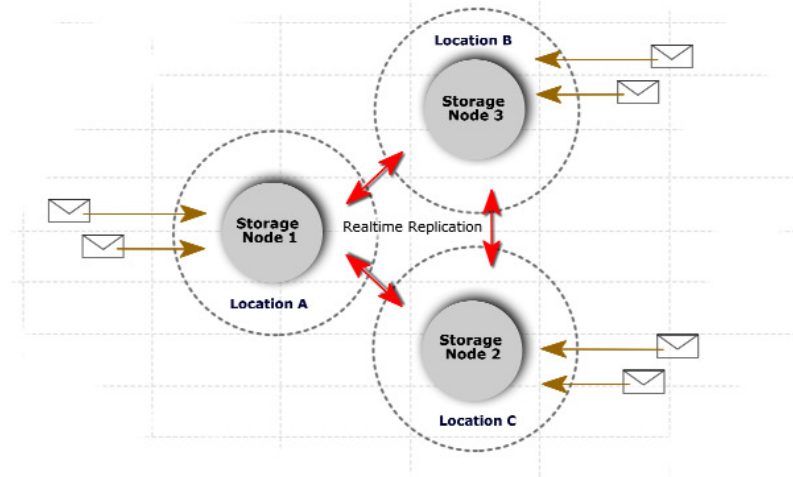 Location B
Storage
Node 3
Storage
Node 1
Realtime Replication
Location A
Storage
Node 2
Location C